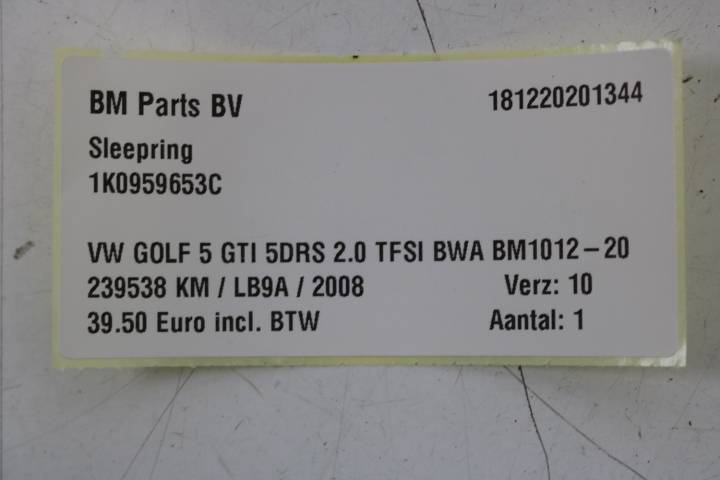 BM Parts BV 181220201344
Sleepring
1K0959653C
VW GOLF 5 GTI 5DRS 2.0 TFSI BWA BM1012-20
239538 KM / LB9A / 2008 Verz: 10
39.50 Euro incl. BTW Aantal: 1